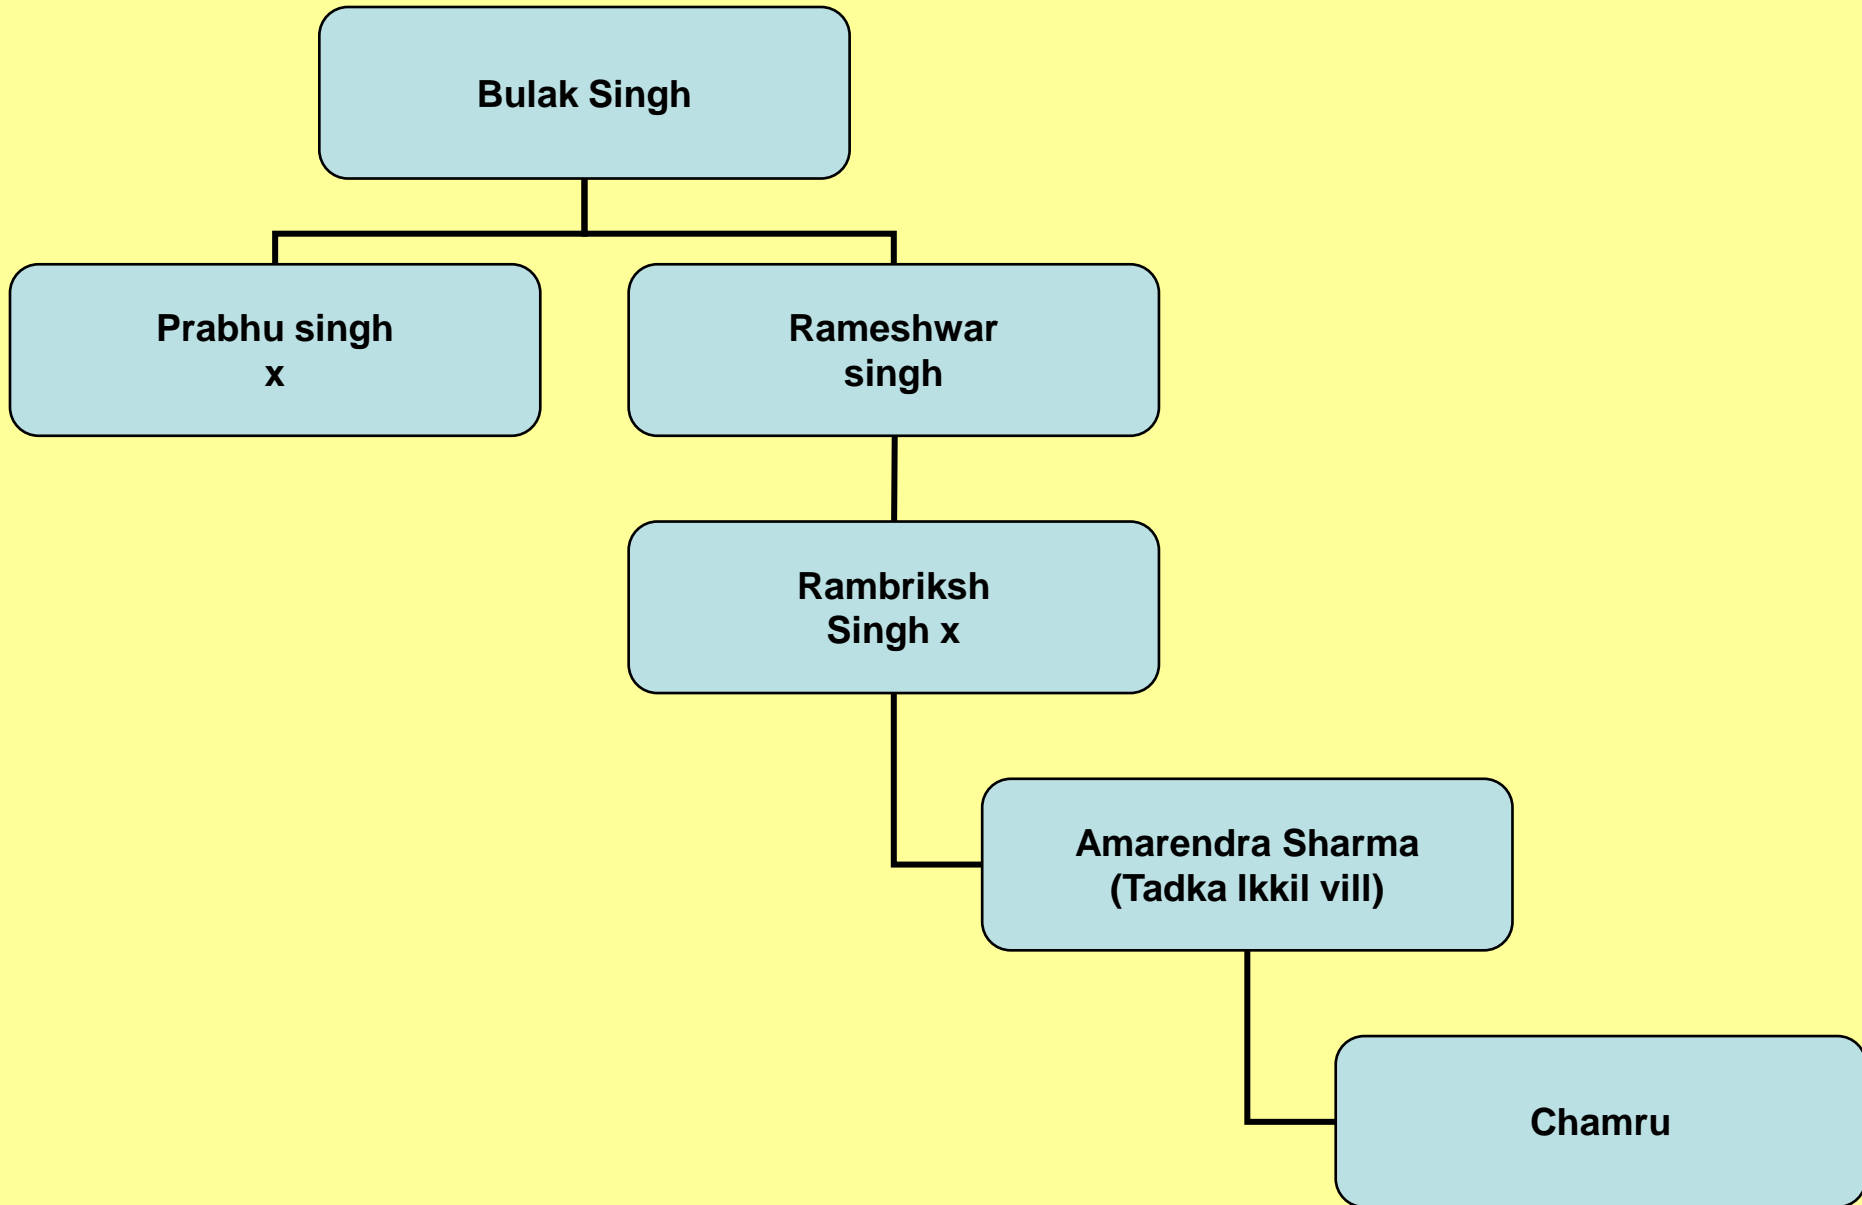 Bulak Singh
Prabhu singh
x
Rameshwar
singh
Rambriksh
Singh x
Amarendra Sharma
(Tadka Ikkil vill)
Chamru